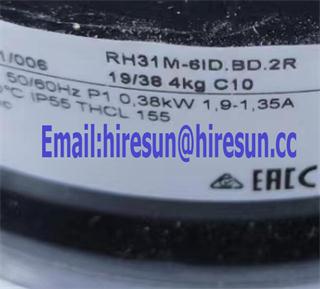 1/006 RH31M-6ID.BD.2R
19/38 4kg C10
50/60Hz P1 0,38kW 1,9-1,35A
°C IP55 THCL 155
Email:hiresun@hiresun.cc
EAC